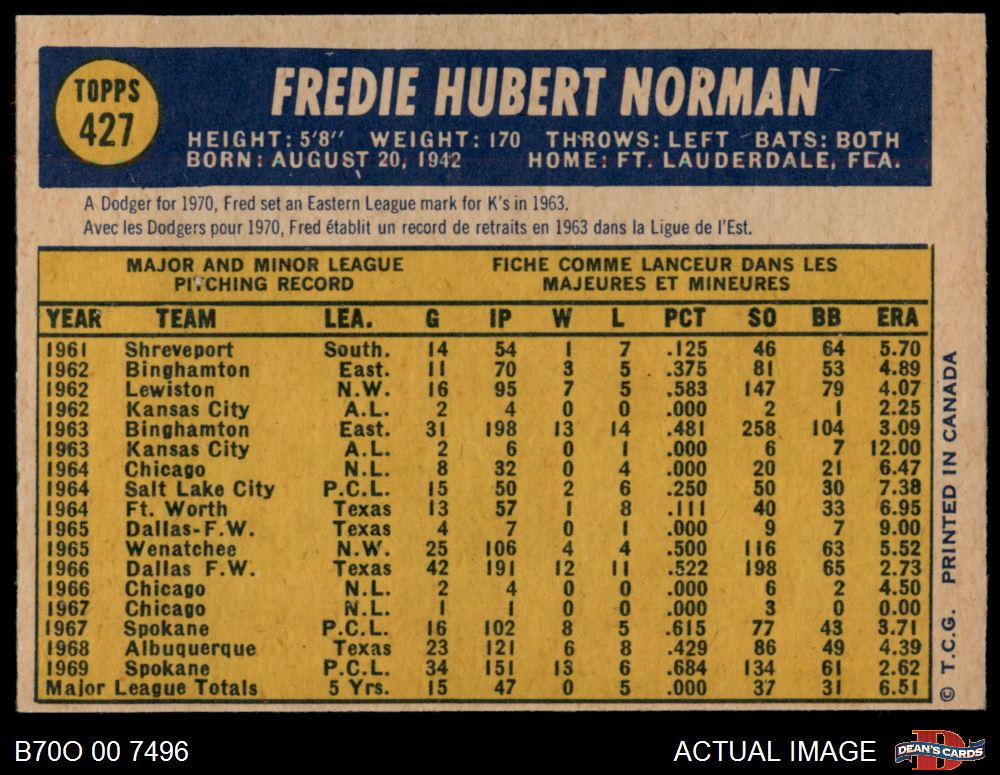 TOPPS
427
FREDIE HUBERT NORMAN
HEIGHT: 5'8" WEIGHT: 170 THROWS: LEFT BATS: BOTH
BORN: AUGUST 20, 1942 HOME: FT. LAUDERDALE, FLA.
A Dodger for 1970, Fred set an Eastern League mark for K's in 1963.
Avec les Dodgers pour 1970, Fred établit un record de retraits en 1963 dans la Ligue de l'Est.
MAJOR AND MINOR LEAGUE
PITCHING RECORD
FICHE COMME LANCEUR DANS LES
MAJEURES ET MINEURES
YEAR TEAM LEA. G IP W L PCT SO BB ERA
1961 Shreveport South. 14 54 1 7 .125 46 64 5.70
1962 Binghamton East. 11 70 3 5 .375 81 53 4.89
1962 Lewiston N.W. 16 95 7 5 .583 147 79 4.07
1962 Kansas City A.L. 2 4 0 0 .000 2 1 2.25
1963 Binghamton East. 31 198 13 14 .481 258 104 3.09
1963 Kansas City A.L. 2 6 0 1 .000 6 7 12.00
1964 Chicago N.L. 8 32 0 4 .000 20 21 6.47
1964 Salt Lake City P.C.L. 15 50 2 6 .250 50 30 7.38
1964 Ft. Worth Texas 13 57 1 8 .111 40 33 6.95
1965 Dallas-F.W. Texas 4 7 0 1 .000 9 7 9.00
1965 Wenatchee N.W. 25 106 4 4 .500 116 63 5.52
1966 Dallas F.W. Texas 42 191 12 11 .522 198 65 2.73
1966 Chicago N.L. 2 4 0 0 .000 6 2 4.50
1967 Chicago N.L. 1 1 0 0 .000 3 0 0.00
1967 Spokane P.C.L. 16 102 8 5 .615 77 43 3.71
1968 Albuquerque Texas 23 121 6 8 .429 86 49 4.39
1969 Spokane P.C.L. 34 151 13 6 .684 134 61 2.62
Major League Totals 5 Yrs. 15 47 0 5 .000 37 31 6.51
© T.C.G. PRINTED IN CANADA
B70O 00 7496
ACTUAL IMAGE
DEAN'S CARDS